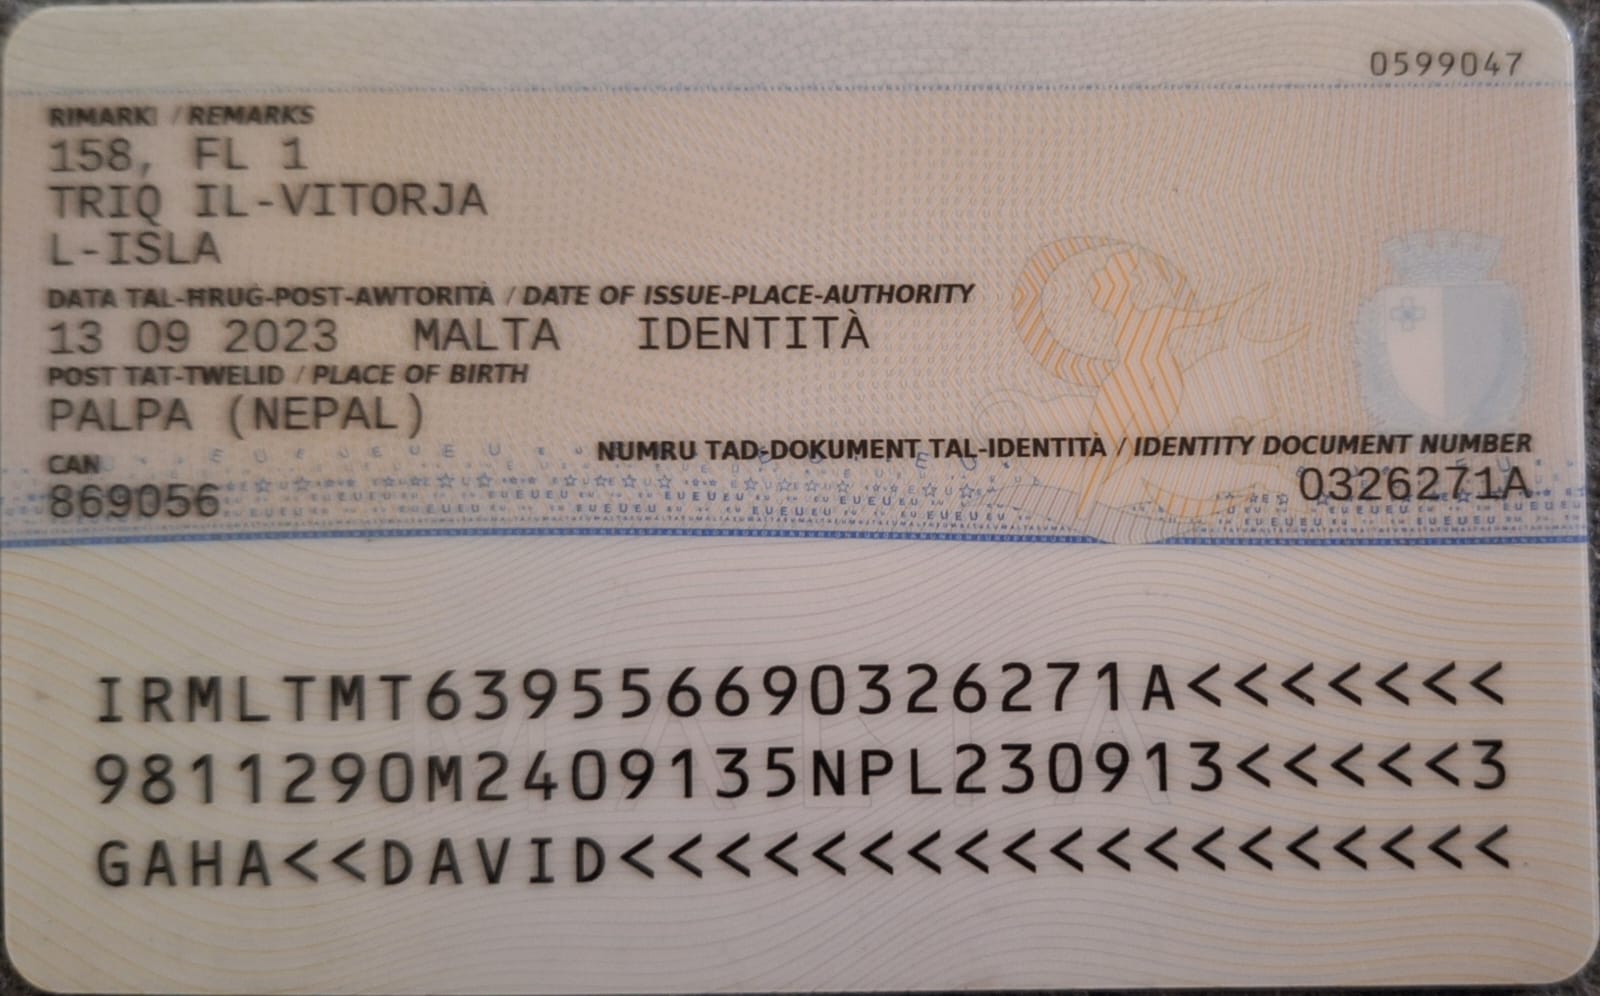 0599047
RIMARKI / REMARKS
158, FL 1
TRIQ IL-VITORJA
L-ISLA
DATA TAL-ĦRUĠ-POST-AWTORITÀ / DATE OF ISSUE-PLACE-AUTHORITY
13 09 2023 MALTA IDENTITÀ
POST TAT-TWELID / PLACE OF BIRTH
PALPA (NEPAL)
NUMRU TAD-DOKUMENT TAL-IDENTITÀ / IDENTITY DOCUMENT NUMBER
CAN
0326271A
869056
IRMLTMT639556690326271A<<<<<<<
9811290M2409135NPL230913<<<<<3
GAHA<<DAVID<<<<<<<<<<<<<<<<<<<